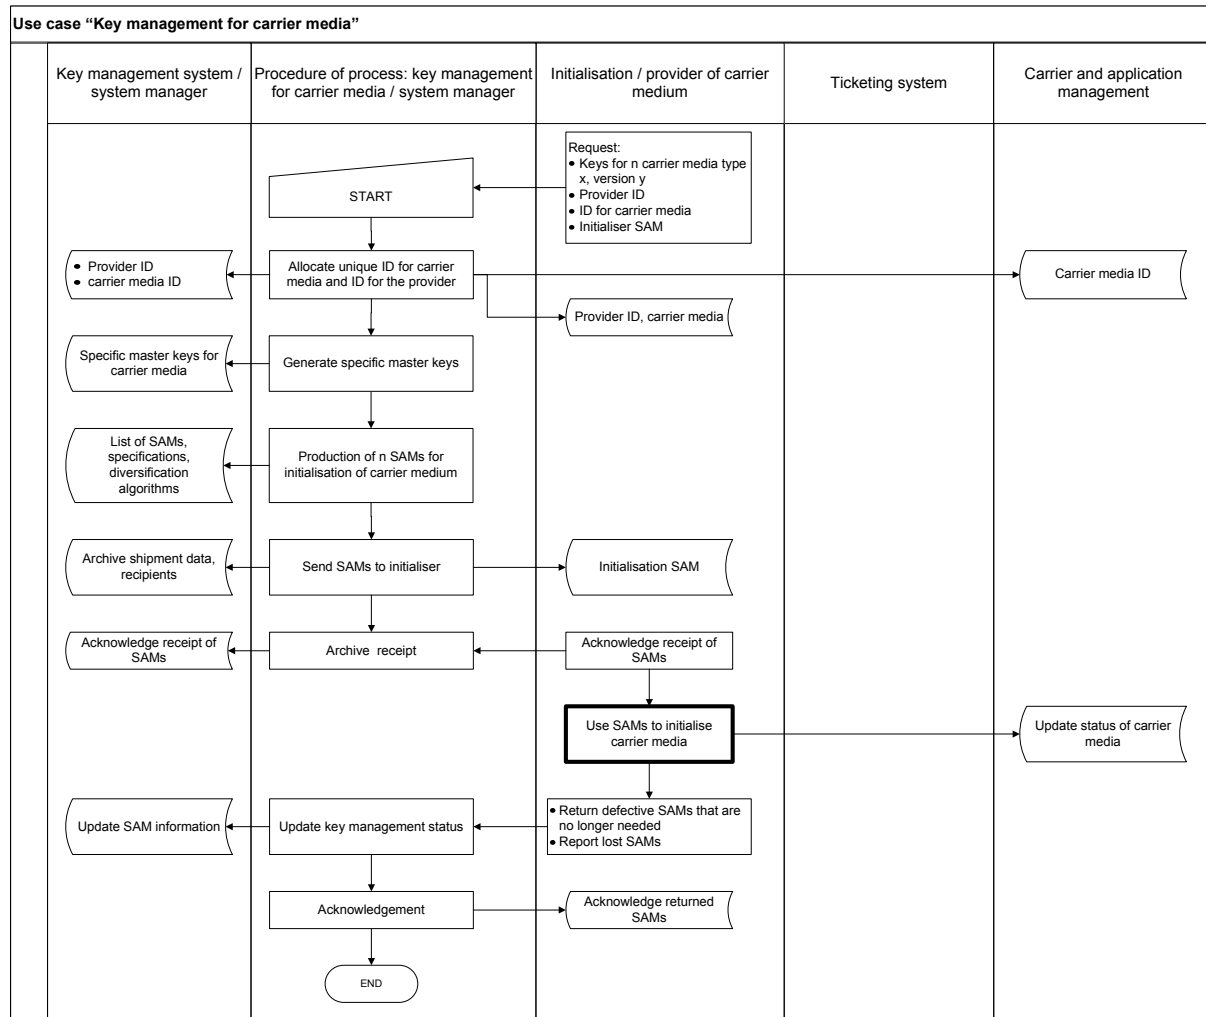 Use case “Key management for carrier media”
Key management system /
system manager
Procedure of process: key management
for carrier media / system manager
Initialisation / provider of carrier
medium
Ticketing system
Carrier and application
management
Request:
• Keys for n carrier media type
x, version y
• Provider ID
• ID for carrier media
• Initialiser SAM
START
• Provider ID
• carrier media ID
Allocate unique ID for carrier
media and ID for the provider
Carrier media ID
Provider ID, carrier media
Specific master keys for
carrier media
Generate specific master keys
List of SAMs,
specifications,
diversification
algorithms
Production of n SAMs for
initialisation of carrier medium
Archive shipment data,
recipients
Send SAMs to initialiser
Initialisation SAM
Acknowledge receipt of
SAMs
Archive receipt
Acknowledge receipt of
SAMs
Use SAMs to initialise
carrier media
Update status of carrier
media
Update SAM information
Update key management status
• Return defective SAMs that are
no longer needed
• Report lost SAMs
Acknowledgement
Acknowledge returned
SAMs
END